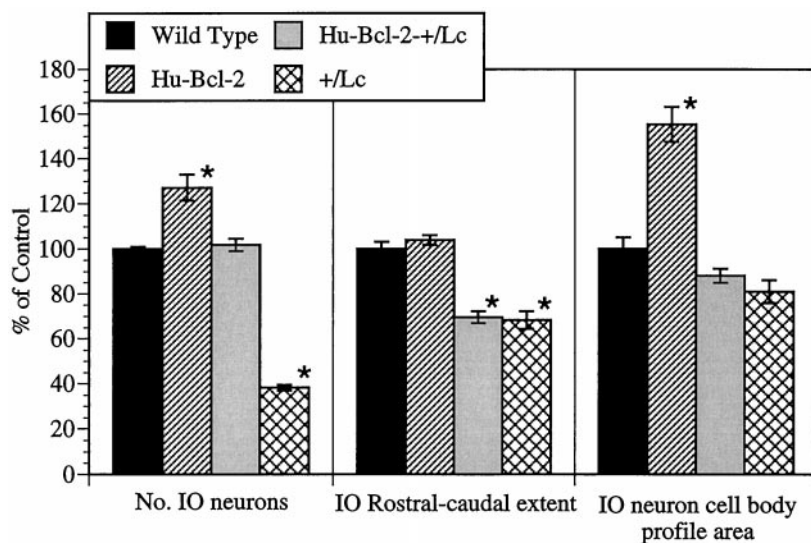 Wild Type
Hu-Bcl-2-+/Lc
Hu-Bcl-2
+/Lc
180
160
140
120
100
80
60
40
20
0
% of Control
*
*
*
*
*
No. IO neurons
IO Rostral-caudal extent
IO neuron cell body
profile area